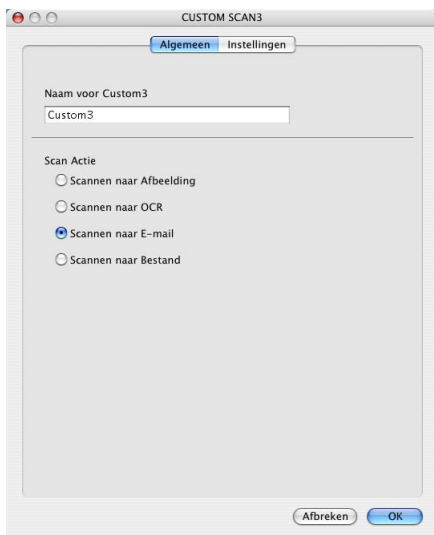 CUSTOM SCAN3
Algemeen Instellingen
Naam voor Custom3
Custom3
Scan Actie
Scannen naar Afbeelding
Scannen naar OCR
Scannen naar E-mail
Scannen naar Bestand
Afbreken OK